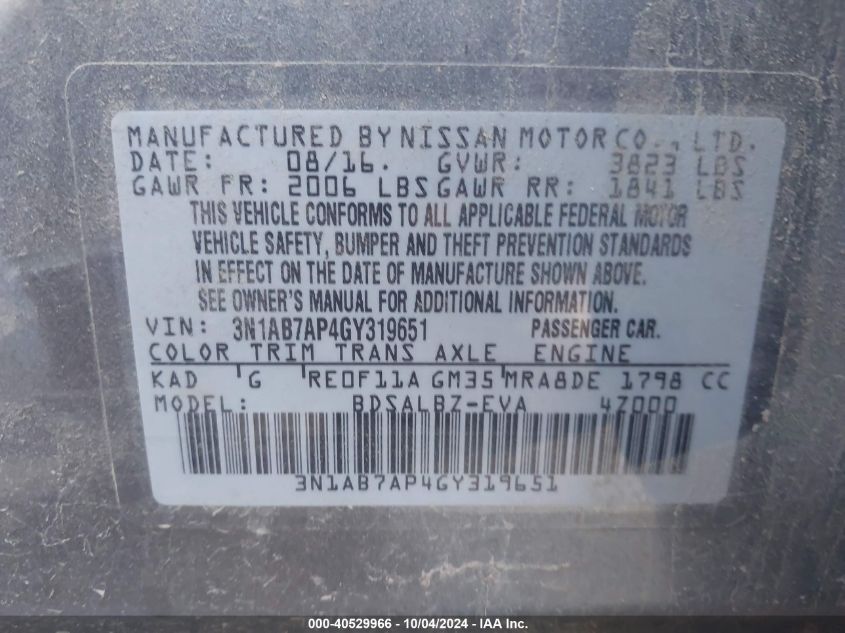 MANUFACTURED BY NISSAN MOTOR CO., LTD.
DATE: 08/16. GVWR: 3823 LBS
GAWR FR: 2006 LBS GAWR RR: 1841 LBS
THIS VEHICLE CONFORMS TO ALL APPLICABLE FEDERAL MOTOR
VEHICLE SAFETY, BUMPER AND THEFT PREVENTION STANDARDS
IN EFFECT ON THE DATE OF MANUFACTURE SHOWN ABOVE.
SEE OWNER'S MANUAL FOR ADDITIONAL INFORMATION.
VIN: 3N1AB7AP4GY319651 PASSENGER CAR.
COLOR TRIM TRANS AXLE ENGINE
KAD G RE0F11A GM35 MRA8DE 1798 CC
MODEL: BDSALBZ-EVA 4Z000
3N1AB7AP4GY319651
000-40529966 - 10/04/2024 - IAA Inc.